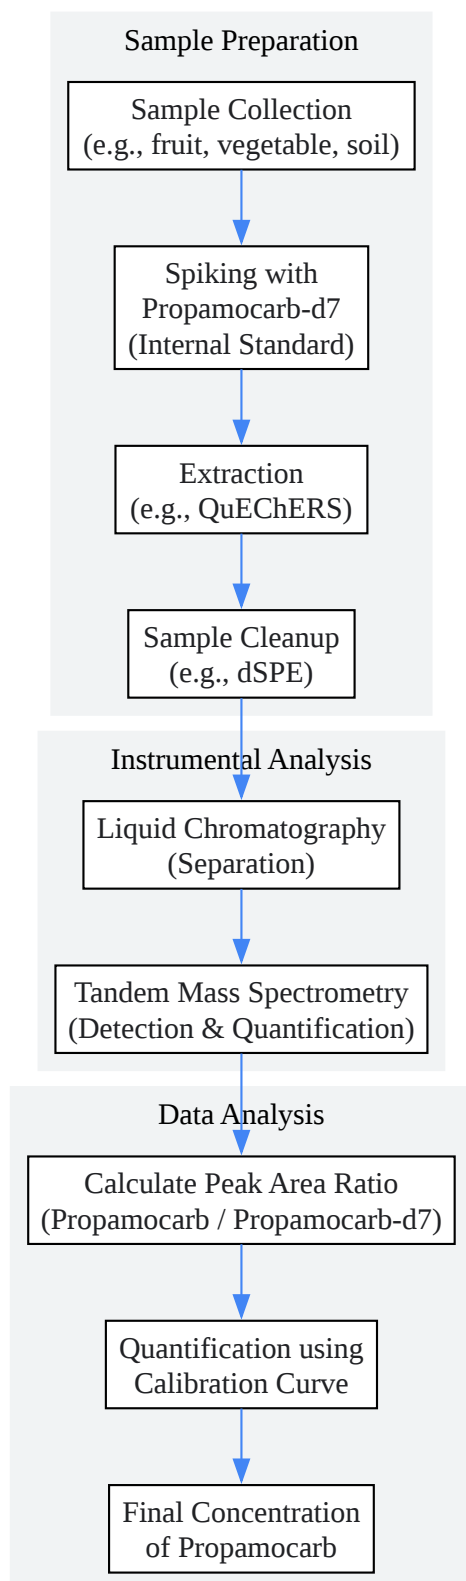 Sample Preparation
Sample Collection
(e.g., fruit, vegetable, soil)
Spiking with
Propamocarb-d7
(Internal Standard)
Extraction
(e.g., QuEChERS)
Sample Cleanup
(e.g., dSPE)
Instrumental Analysis
Liquid Chromatography
(Separation)
Tandem Mass Spectrometry
(Detection & Quantification)
Data Analysis
Calculate Peak Area Ratio
(Propamocarb / Propamocarb-d7)
Quantification using
Calibration Curve
Final Concentration
of Propamocarb